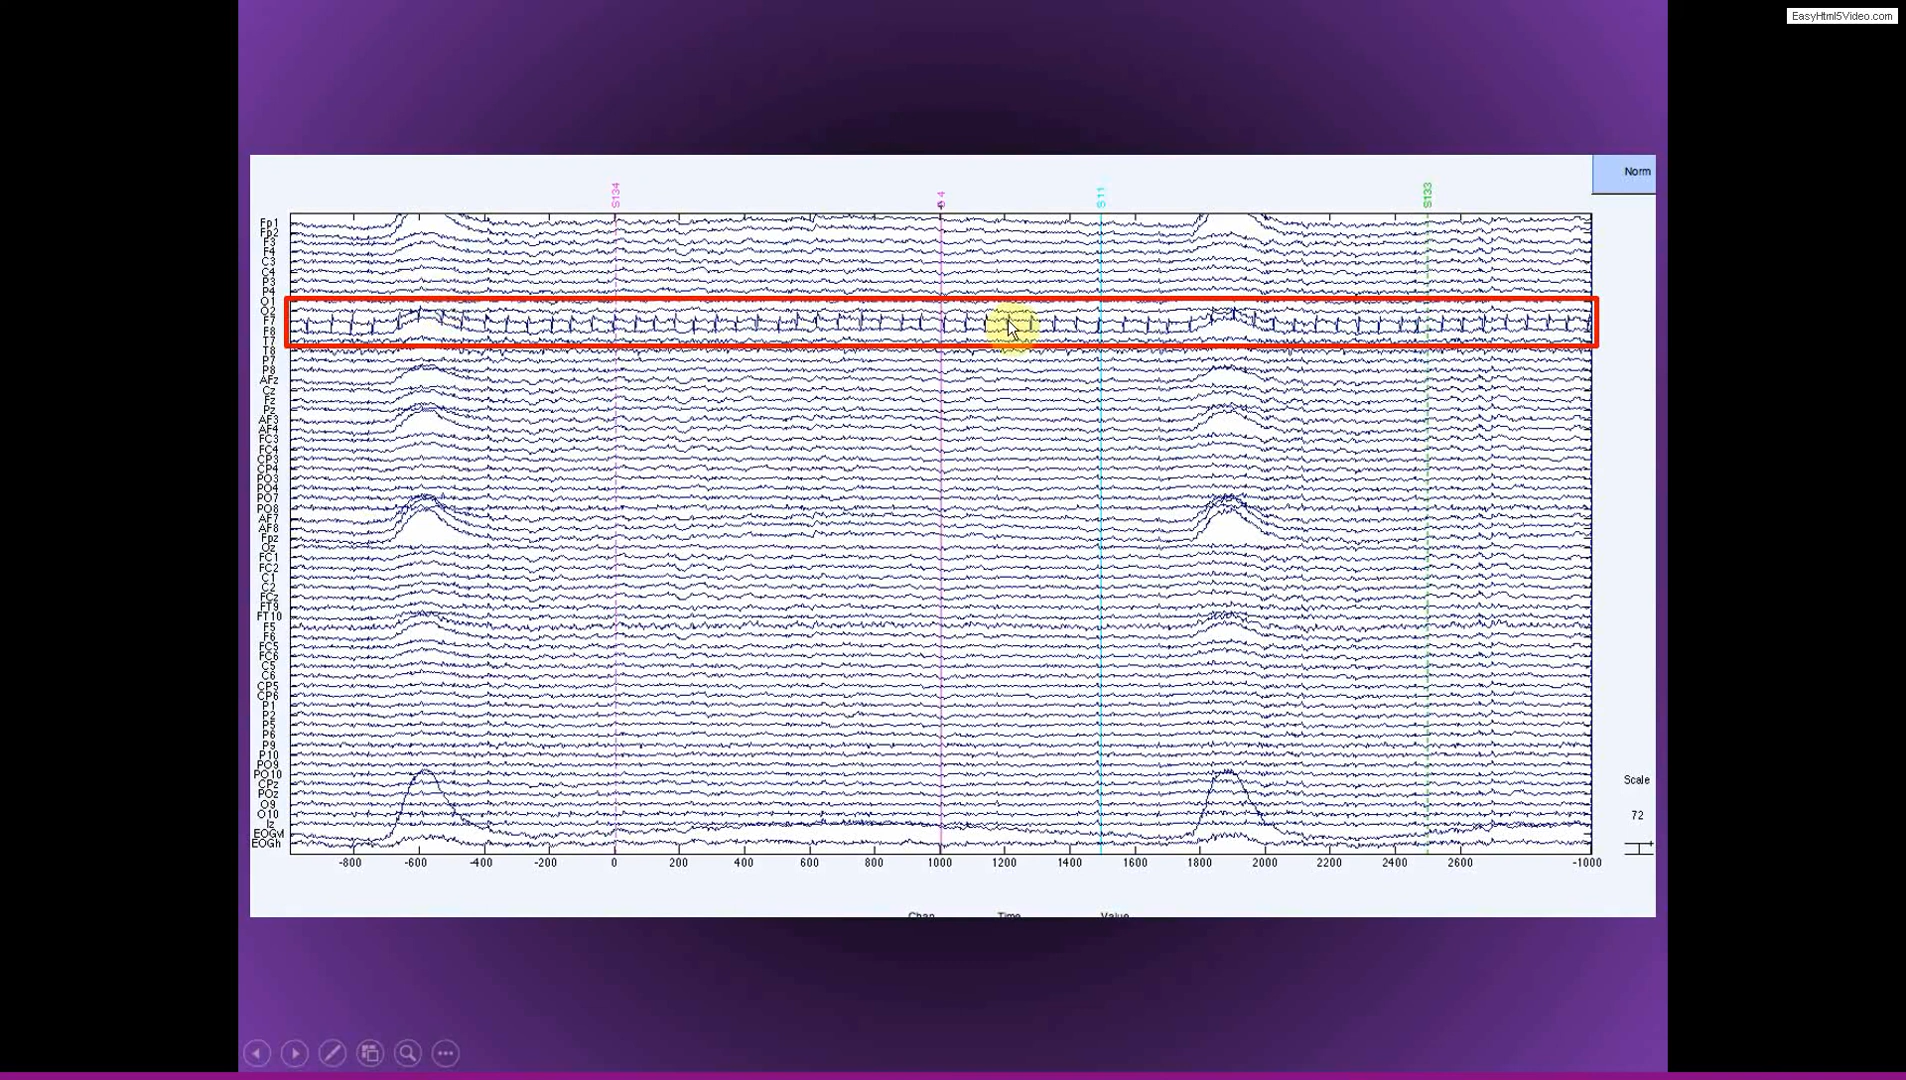 EasyHtml5Video.com
Norm
S134
S11
S133
Fp1
Fp2
F3
F4
C3
C4
P3
P4
O1
O2
F7
F8
T7
T8
P7
P8
AFz
Cz
Fz
Pz
AF3
AF4
FC3
FC4
CP3
CP4
PO3
PO4
PO7
PO8
AF7
AF8
Fpz
Oz
FC1
FC2
C1
C2
FCz
FT9
FT10
F5
F6
FC5
FC6
C5
C6
CP5
CP6
P1
P2
P5
P6
P9
P10
PO9
PO10
CPz
POz
O9
O10
Iz
EOGvl
EOGh
Scale
72
-800 -600 -400 -200 0 200 400 600 800 1000 1200 1400 1600 1800 2000 2200 2400 2600 -1000
Chan Time Value